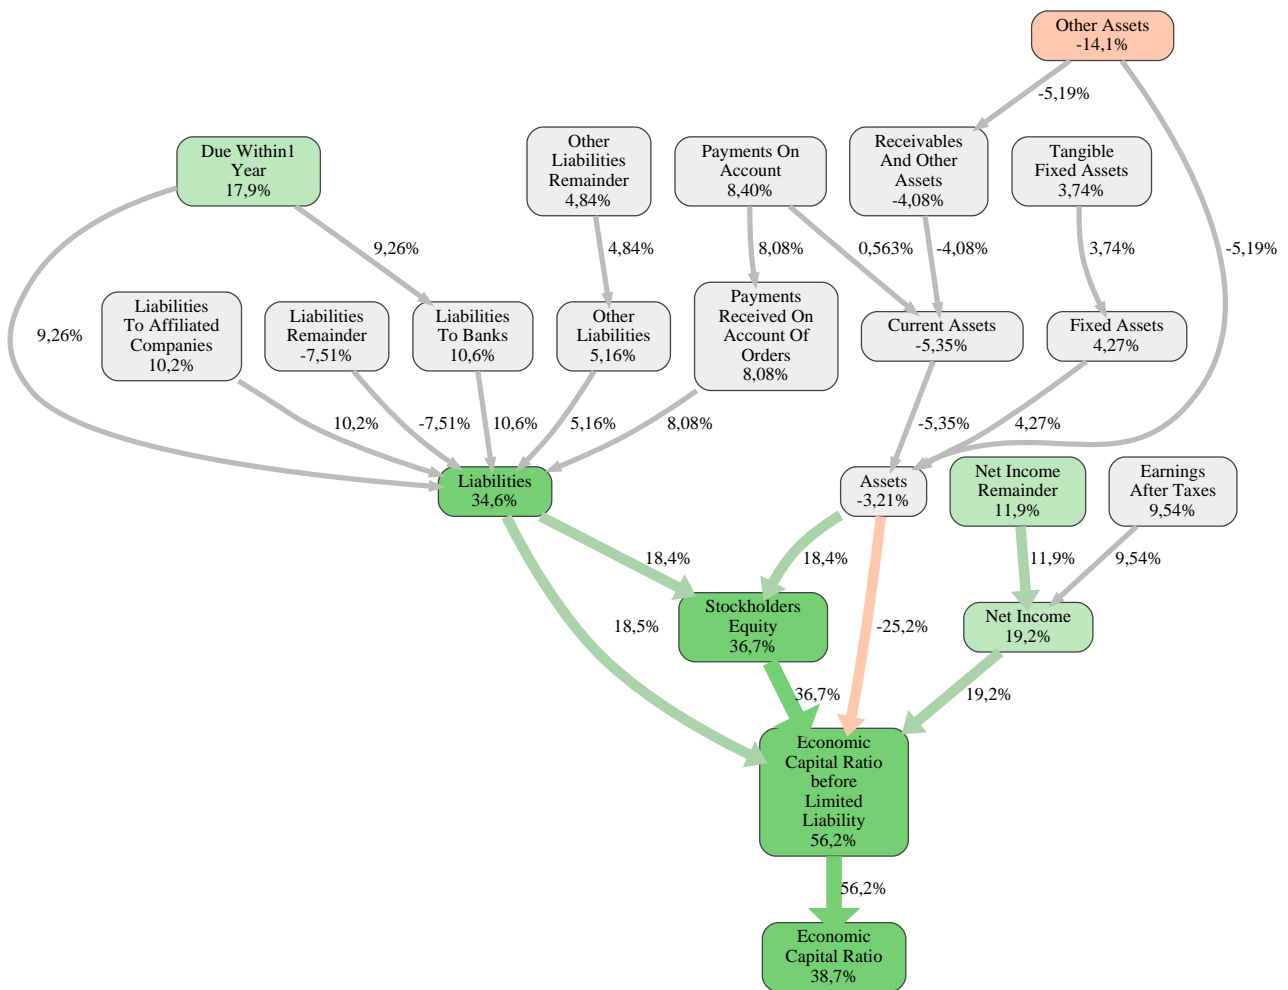 Other Assets
-14,1%
-5,19%
Due Within1
Year
17,9%
Other
Liabilities
Remainder
4,84%
Payments On
Account
8,40%
Receivables
And Other
Assets
-4,08%
Tangible
Fixed Assets
3,74%
9,26%
4,84%
8,08%
0,563%
-4,08%
3,74%
-5,19%
Liabilities
To Affiliated
Companies
10,2%
Liabilities
Remainder
-7,51%
Liabilities
To Banks
10,6%
Other
Liabilities
5,16%
Payments
Received On
Account Of
Orders
8,08%
Current Assets
-5,35%
Fixed Assets
4,27%
9,26%
10,2%
-7,51%
10,6%
5,16%
8,08%
-5,35%
4,27%
Liabilities
34,6%
Assets
-3,21%
Net Income
Remainder
11,9%
Earnings
After Taxes
9,54%
18,4%
18,4%
11,9%
9,54%
Stockholders
Equity
36,7%
Net Income
19,2%
18,5%
-25,2%
36,7%
19,2%
Economic
Capital Ratio
before
Limited
Liability
56,2%
56,2%
Economic
Capital Ratio
38,7%